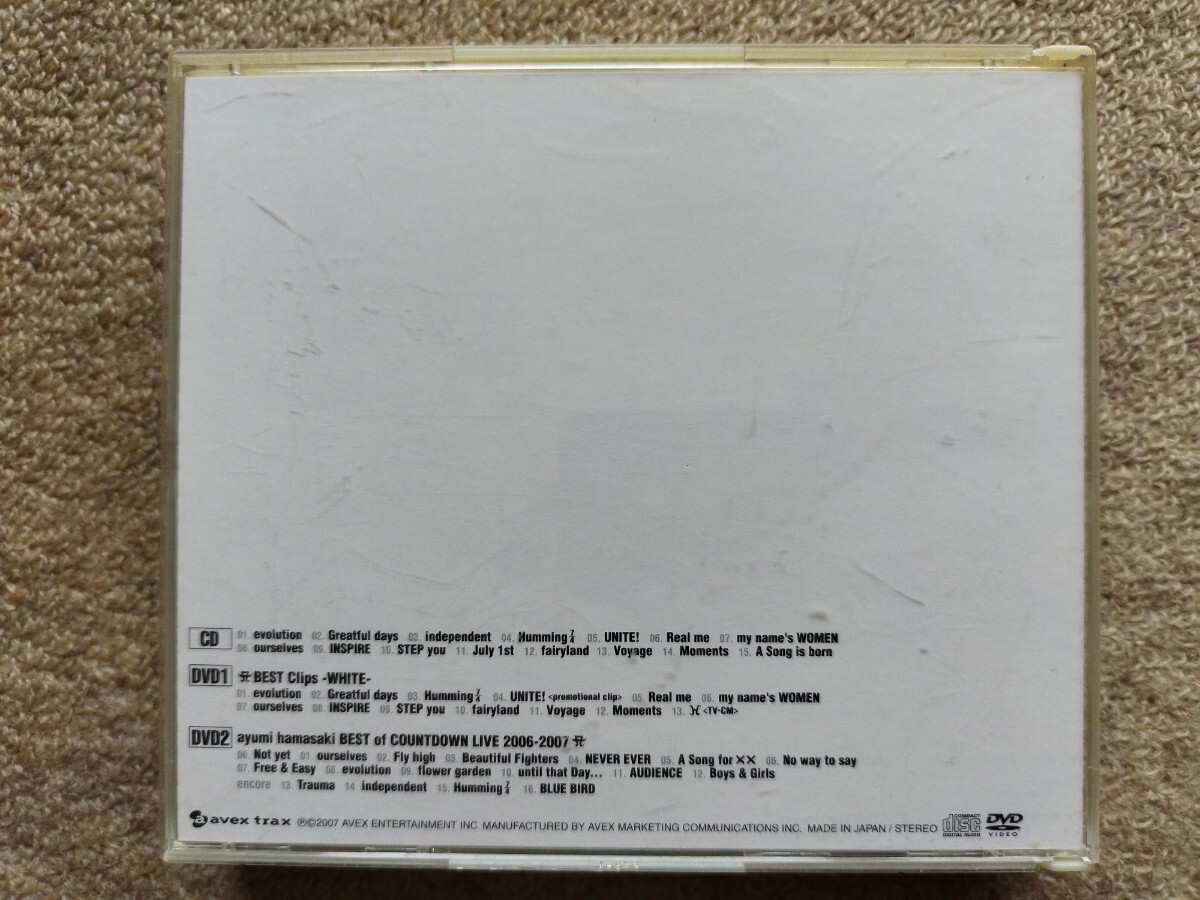 CD 01. evolution 02. Greatful days 03. independent 04. Humming 7/4 05. UNITE! 06. Real me 07. my name's WOMEN
08. ourselves 09. INSPIRE 10. STEP you 11. July 1st 12. fairyland 13. Voyage 14. Moments 15. A Song is born
DVD1 A BEST Clips -WHITE-
01. evolution 02. Greatful days 03. Humming 7/4 04. UNITE! <promotional clip> 05. Real me 06. my name's WOMEN
07. ourselves 08. INSPIRE 09. STEP you 10. fairyland 11. Voyage 12. Moments 13. H <TV-CM>
DVD2 ayumi hamasaki BEST of COUNTDOWN LIVE 2006-2007 A
00. Not yet 01. ourselves 02. Fly high 03. Beautiful Fighters 04. NEVER EVER 05. A Song for ×× 06. No way to say
07. Free & Easy 08. evolution 09. flower garden 10. until that Day... 11. AUDIENCE 12. Boys & Girls
encore 13. Trauma 14. independent 15. Humming 7/4 16. BLUE BIRD
a avex trax ℗©2007 AVEX ENTERTAINMENT INC. MANUFACTURED BY AVEX MARKETING COMMUNICATIONS INC. MADE IN JAPAN / STEREO COMPACT disc DIGITAL AUDIO DVD VIDEO